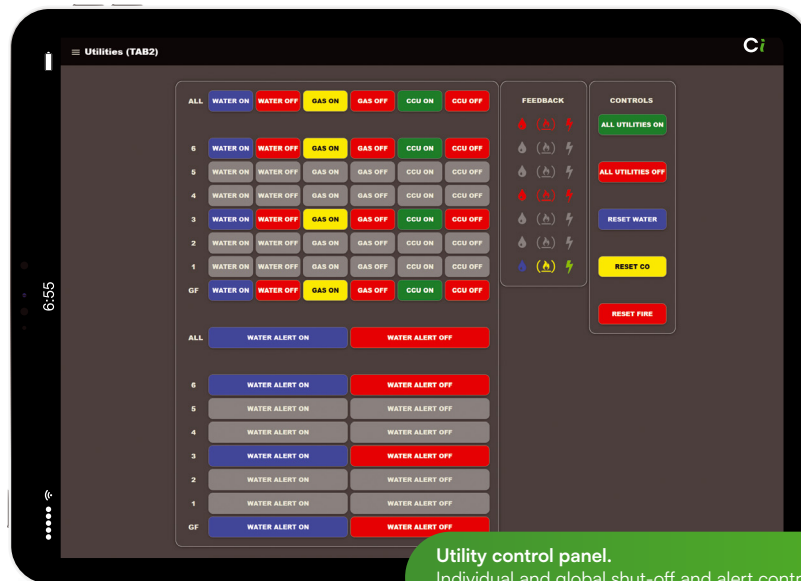 Ci
≡ Utilities (TAB2)
ALL WATER ON WATER OFF GAS ON GAS OFF CCU ON CCU OFF
FEEDBACK
CONTROLS
ALL UTILITIES ON
6 WATER ON WATER OFF GAS ON GAS OFF CCU ON CCU OFF
5 WATER ON WATER OFF GAS ON GAS OFF CCU ON CCU OFF
ALL UTILITIES OFF
4 WATER ON WATER OFF GAS ON GAS OFF CCU ON CCU OFF
3 WATER ON WATER OFF GAS ON GAS OFF CCU ON CCU OFF
RESET WATER
2 WATER ON WATER OFF GAS ON GAS OFF CCU ON CCU OFF
1 WATER ON WATER OFF GAS ON GAS OFF CCU ON CCU OFF
RESET CO
GF WATER ON WATER OFF GAS ON GAS OFF CCU ON CCU OFF
RESET FIRE
ALL WATER ALERT ON WATER ALERT OFF
6 WATER ALERT ON WATER ALERT OFF
5 WATER ALERT ON WATER ALERT OFF
4 WATER ALERT ON WATER ALERT OFF
3 WATER ALERT ON WATER ALERT OFF
2 WATER ALERT ON WATER ALERT OFF
1 WATER ALERT ON WATER ALERT OFF
GF WATER ALERT ON WATER ALERT OFF
6:55
Utility control panel.
Individual and global shut-off and alert contr